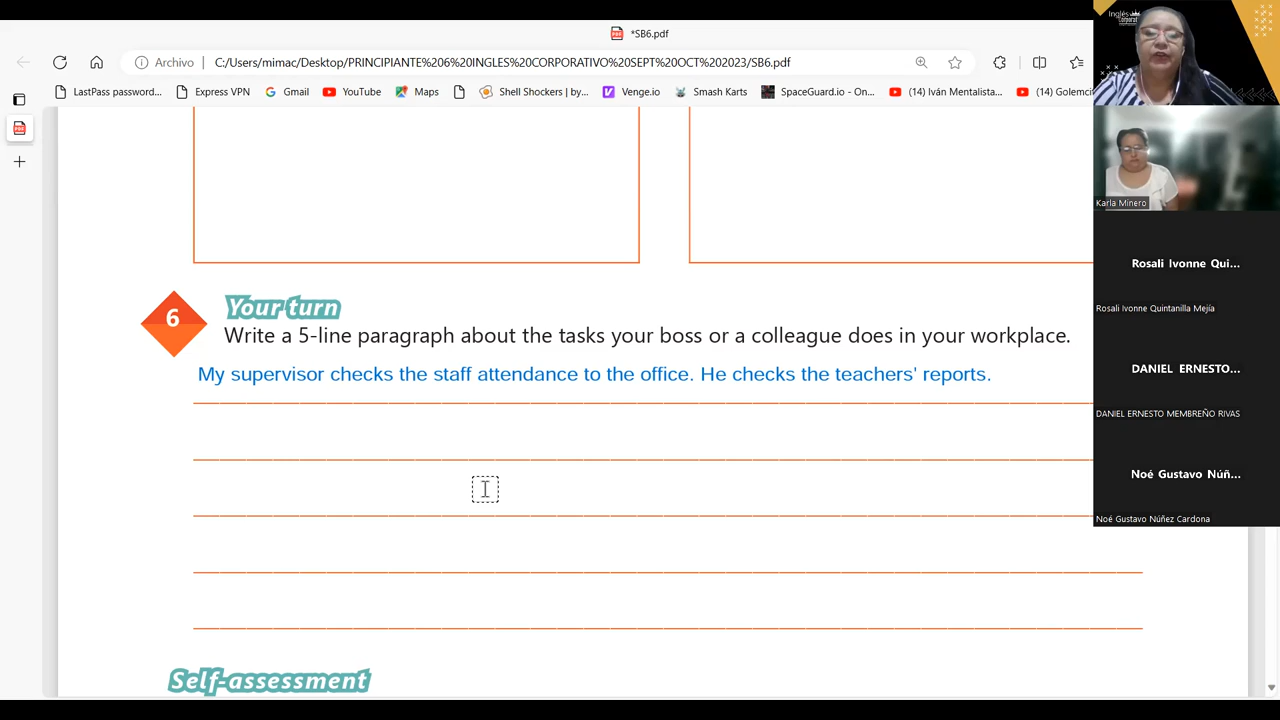 *SB6.pdf
Archivo
C:/Users/mimac/Desktop/PRINCIPIANTE%206%20INGLES%20CORPORATIVO%20SEPT%20OCT%202023/SB6.pdf
LastPass password...
Express VPN
Gmail
YouTube
Maps
Shell Shockers | by...
Venge.io
Smash Karts
SpaceGuard.io - On...
(14) Iván Mentalista...
(14) Golemci
Inglés
Karla Minero
Rosali Ivonne Qui...
Rosali Ivonne Quintanilla Mejía
DANIEL ERNESTO...
DANIEL ERNESTO MEMBREÑO RIVAS
Noé Gustavo Núñ...
Noé Gustavo Núñez Cardona
6
Your turn
Write a 5-line paragraph about the tasks your boss or a colleague does in your workplace.
My supervisor checks the staff attendance to the office. He checks the teachers' reports.
Self-assessment